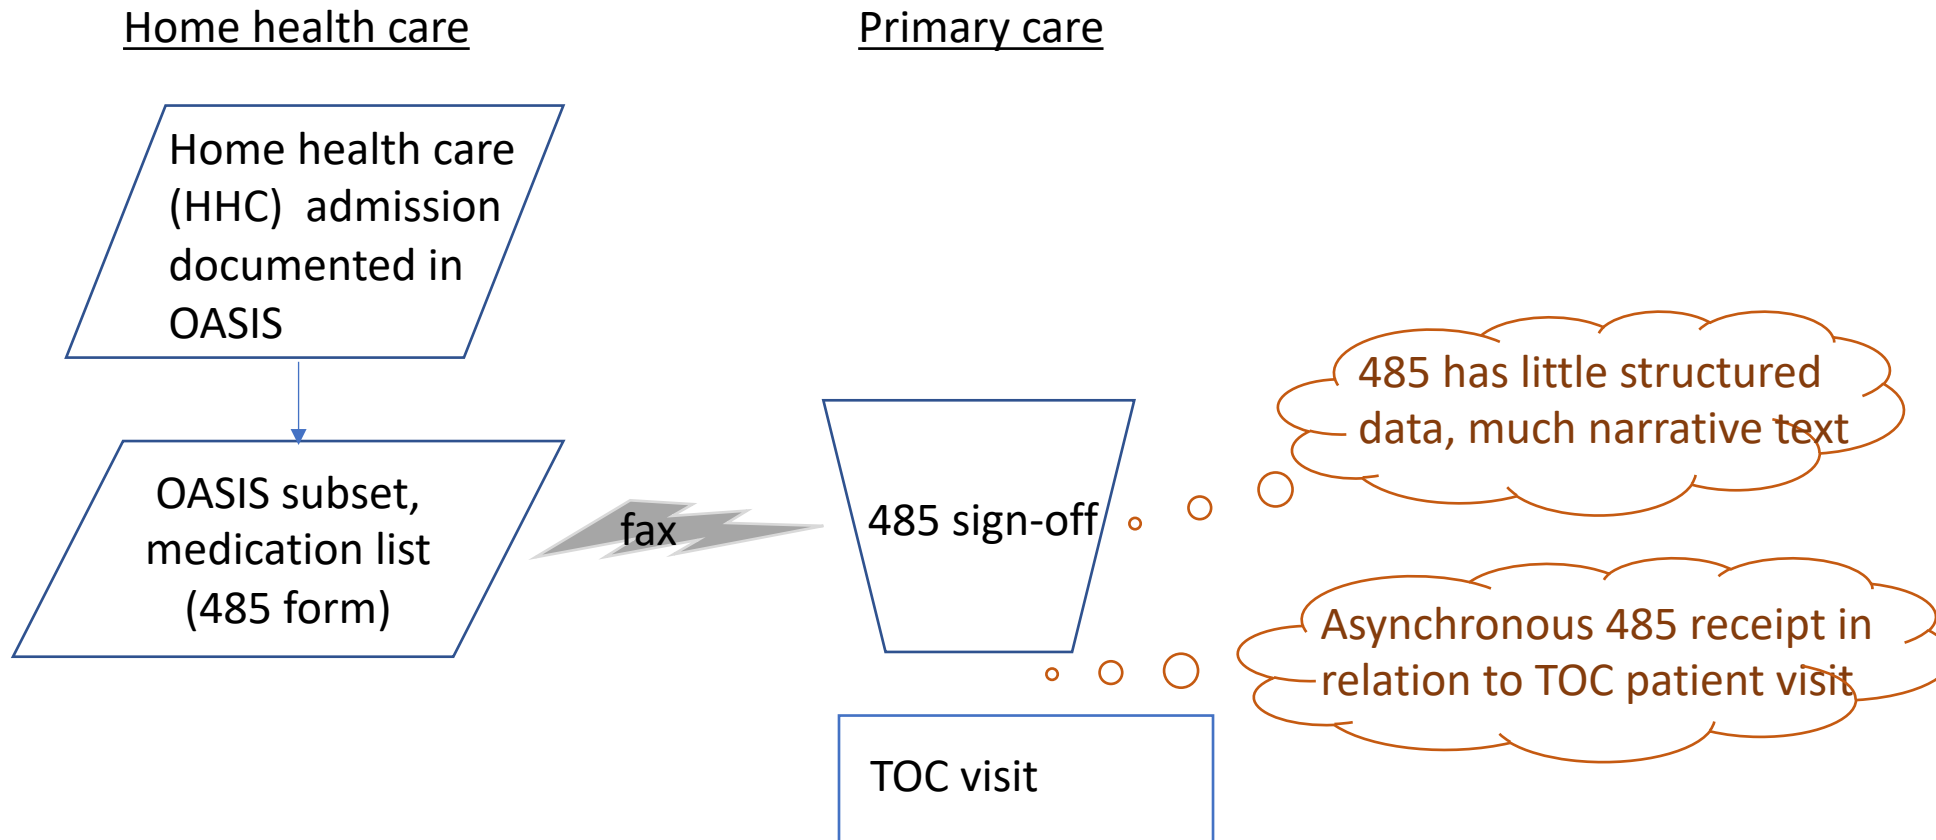 Home health care
Primary care
Home health care
(HHC)  admission
documented in
OASIS
OASIS subset,
medication list
(485 form)
fax
485 sign-off
485 has little structured
data, much narrative text
Asynchronous 485 receipt in
relation to TOC patient visit
TOC visit